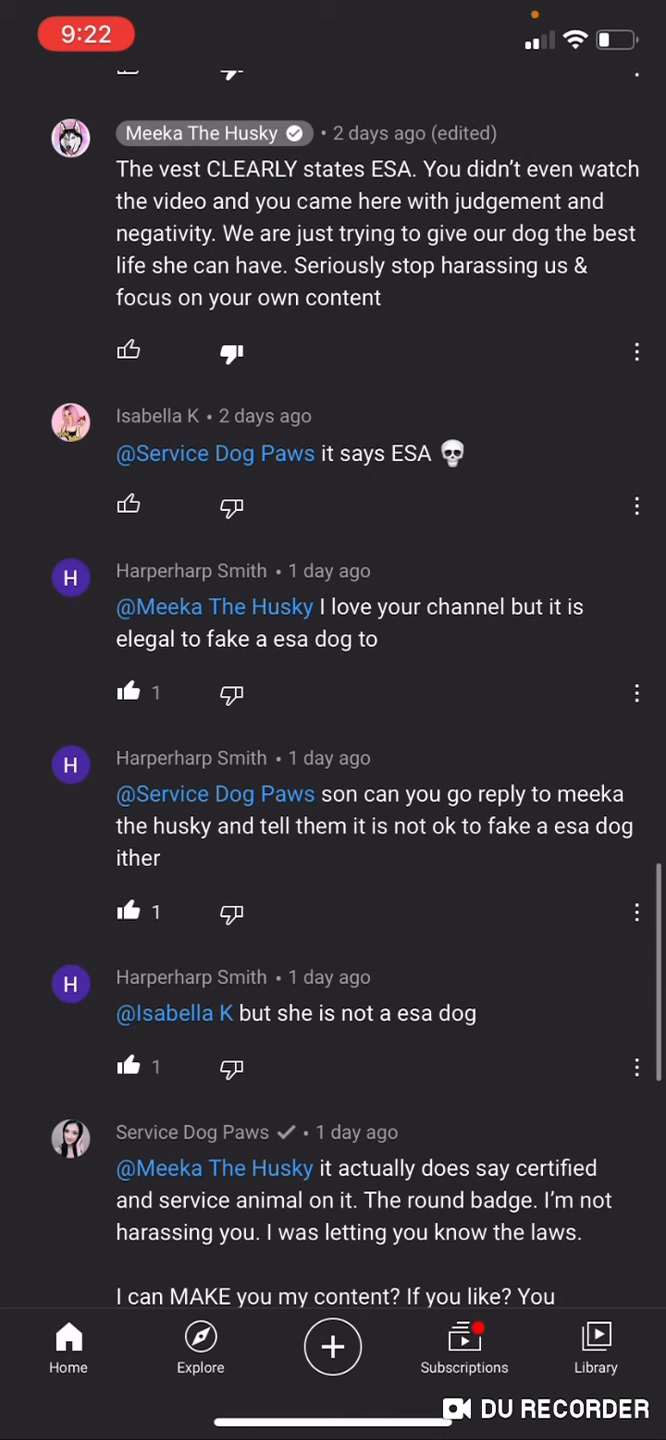 9:22
Meeka The Husky • 2 days ago (edited)
The vest CLEARLY states ESA. You didn't even watch
the video and you came here with judgement and
negativity. We are just trying to give our dog the best
life she can have. Seriously stop harassing us &
focus on your own content
Isabella K • 2 days ago
@Service Dog Paws it says ESA 💀
H
Harperharp Smith • 1 day ago
@Meeka The Husky I love your channel but it is
elegal to fake a esa dog to
1
H
Harperharp Smith • 1 day ago
@Service Dog Paws son can you go reply to meeka
the husky and tell them it is not ok to fake a esa dog
ither
1
H
Harperharp Smith • 1 day ago
@Isabella K but she is not a esa dog
1
Service Dog Paws • 1 day ago
@Meeka The Husky it actually does say certified
and service animal on it. The round badge. I'm not
harassing you. I was letting you know the laws.
I can MAKE you my content? If you like? You
Home Explore Subscriptions Library
DU RECORDER